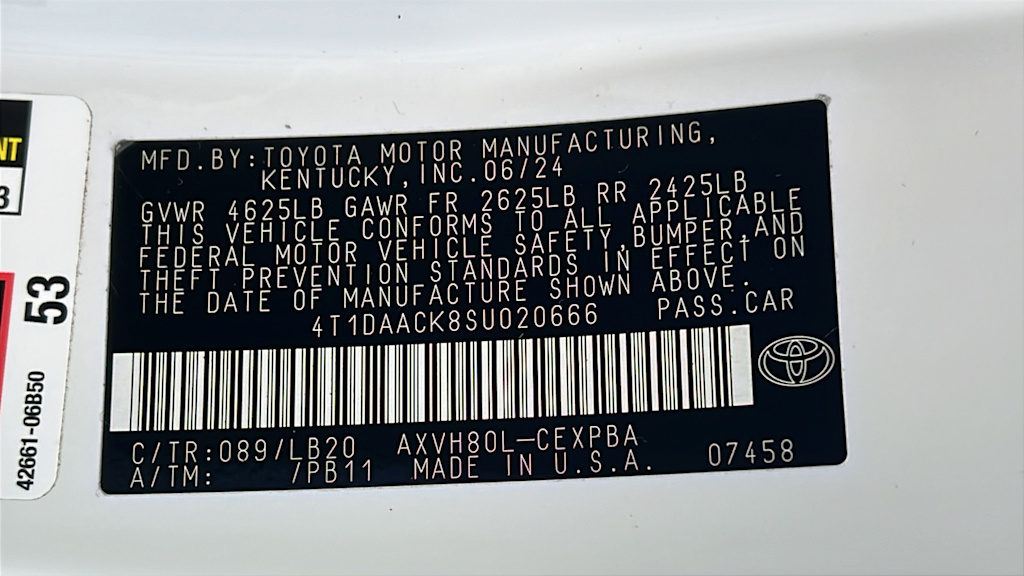 MFD.BY:TOYOTA MOTOR MANUFACTURING,
KENTUCKY,INC.06/24
GVWR 4625LB GAWR FR 2625LB RR 2425LB
THIS VEHICLE CONFORMS TO ALL APPLICABLE
FEDERAL MOTOR VEHICLE SAFETY,BUMPER,AND
THEFT PREVENTION STANDARDS IN EFFECT ON
THE DATE OF MANUFACTURE SHOWN ABOVE.
4T1DAACK8SU020666 PASS.CAR
C/TR:089/LB20 AXVH80L-CEXPBA
A/TM: /PB11 MADE IN U.S.A. 07458
NT
3
53
42661-06B50